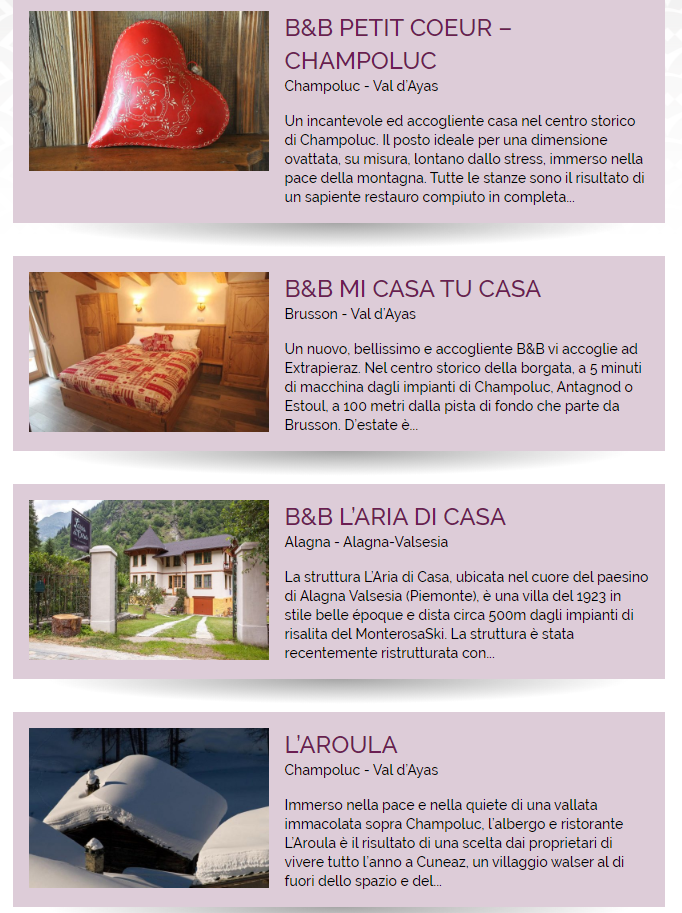 B&B PETIT COEUR –
CHAMPOLUC
Champoluc - Val d'Ayas
Un incantevole ed accogliente casa nel centro storico
di Champoluc. Il posto ideale per una dimensione
ovattata, su misura, lontano dallo stress, immerso nella
pace della montagna. Tutte le stanze sono il risultato di
un sapiente restauro compiuto in completa...
B&B MI CASA TU CASA
Brusson - Val d'Ayas
Un nuovo, bellissimo e accogliente B&B vi accoglie ad
Extrapieraz. Nel centro storico della borgata, a 5 minuti
di macchina dagli impianti di Champoluc, Antagnod o
Estoul, a 100 metri dalla pista di fondo che parte da
Brusson. D'estate è...
B&B L'ARIA DI CASA
Alagna - Alagna-Valsesia
La struttura L'Aria di Casa, ubicata nel cuore del paesino
di Alagna Valsesia (Piemonte), è una villa del 1923 in
stile belle époque e dista circa 500m dagli impianti di
risalita del MonterosaSki. La struttura è stata
recentemente ristrutturata con...
L'AROULA
Champoluc - Val d'Ayas
Immerso nella pace e nella quiete di una vallata
immacolata sopra Champoluc, l'albergo e ristorante
L'Aroula è il risultato di una scelta dai proprietari di
vivere tutto l'anno a Cuneaz, un villaggio walser al di
fuori dello spazio e del...